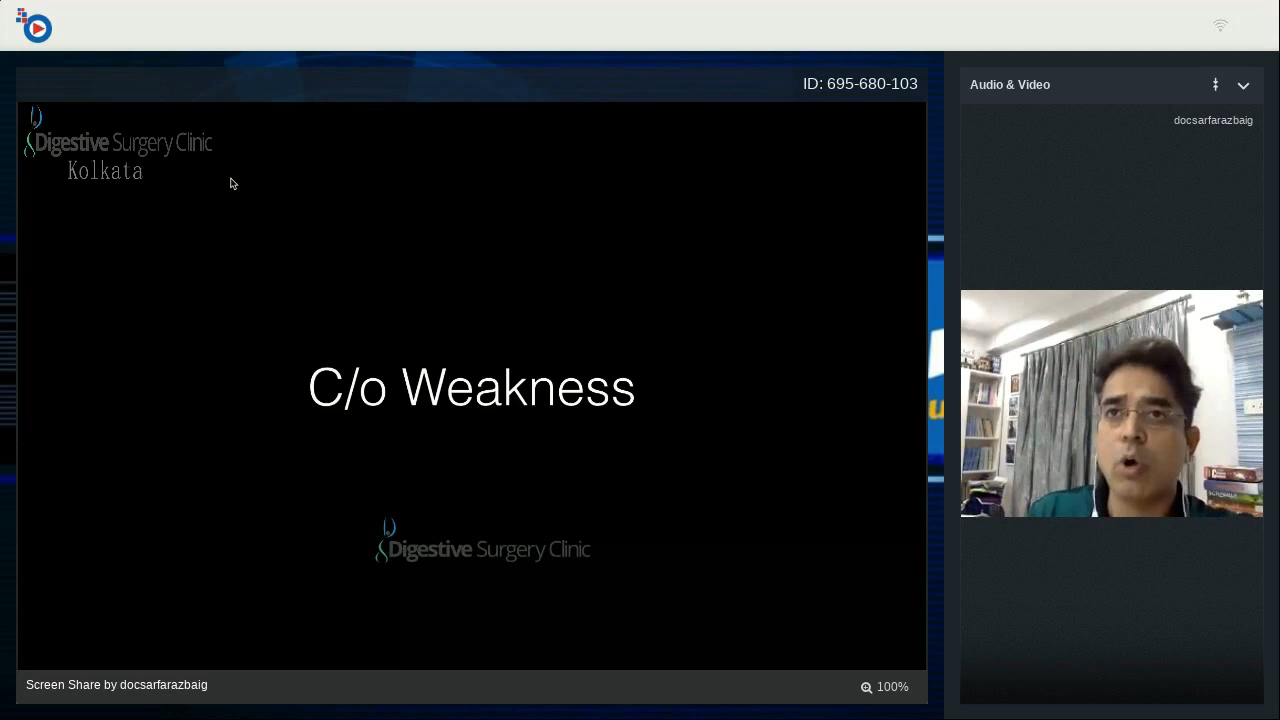 ID: 695-680-103
Digestive Surgery Clinic
Kolkata
C/o Weakness
Digestive Surgery Clinic
Screen Share by docsarfarazbaig
100%
Audio & Video
docsarfarazbaig
SCRABBLE